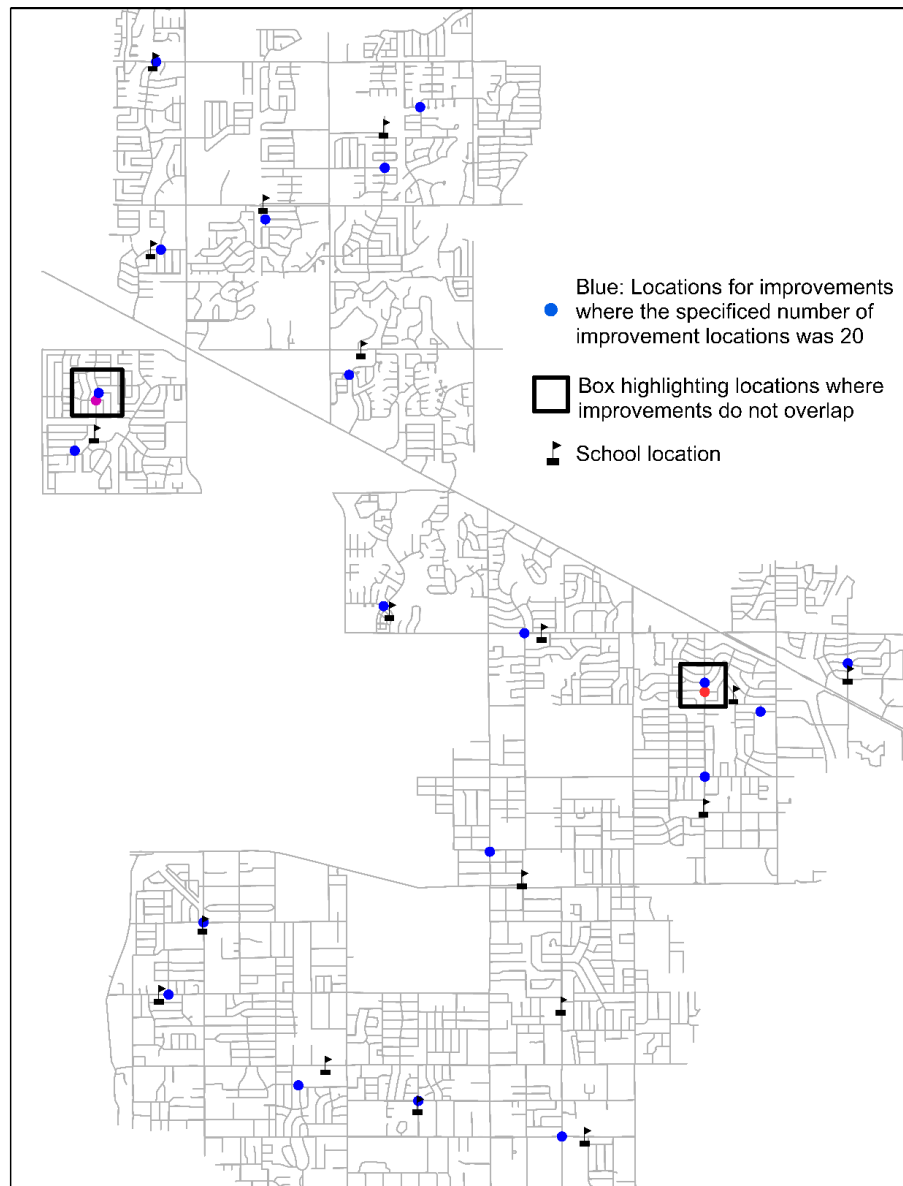 Blue: Locations for improvements
where the specificed number of
improvement locations was 20
Box highlighting locations where
improvements do not overlap
School location